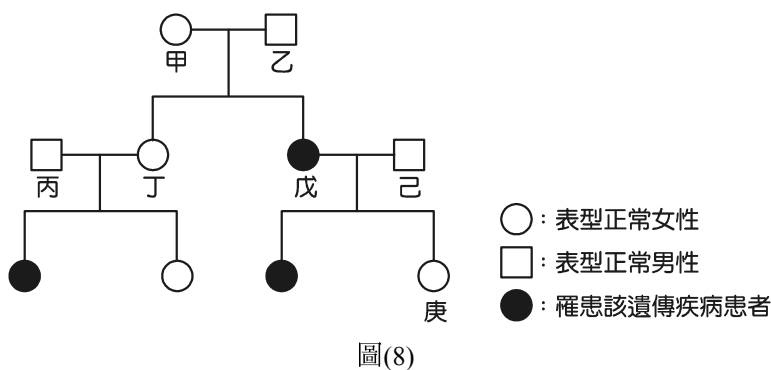 甲 乙
丙 丁 戊 己
：表型正常女性
：表型正常男性
：罹患該遺傳疾病患者
庚
圖(8)